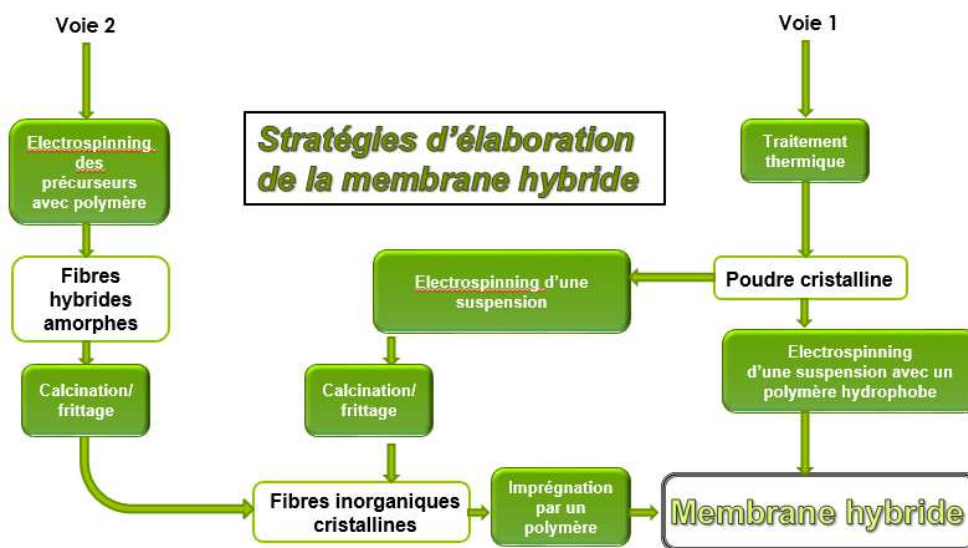 Voie 2
Voie 1
Stratégies d'élaboration
de la membrane hybride
Electrospinning
des
précurseurs
avec polymère
Traitement
thermique
Fibres
hybrides
amorphes
Electrospinning d'une
suspension
Poudre cristalline
Calcination/
frittage
Calcination/
frittage
Electrospinning
d'une suspension avec un
polymère hydrophobe
Fibres inorganiques
cristallines
Imprégnation
par un
polymère
Membrane hybride